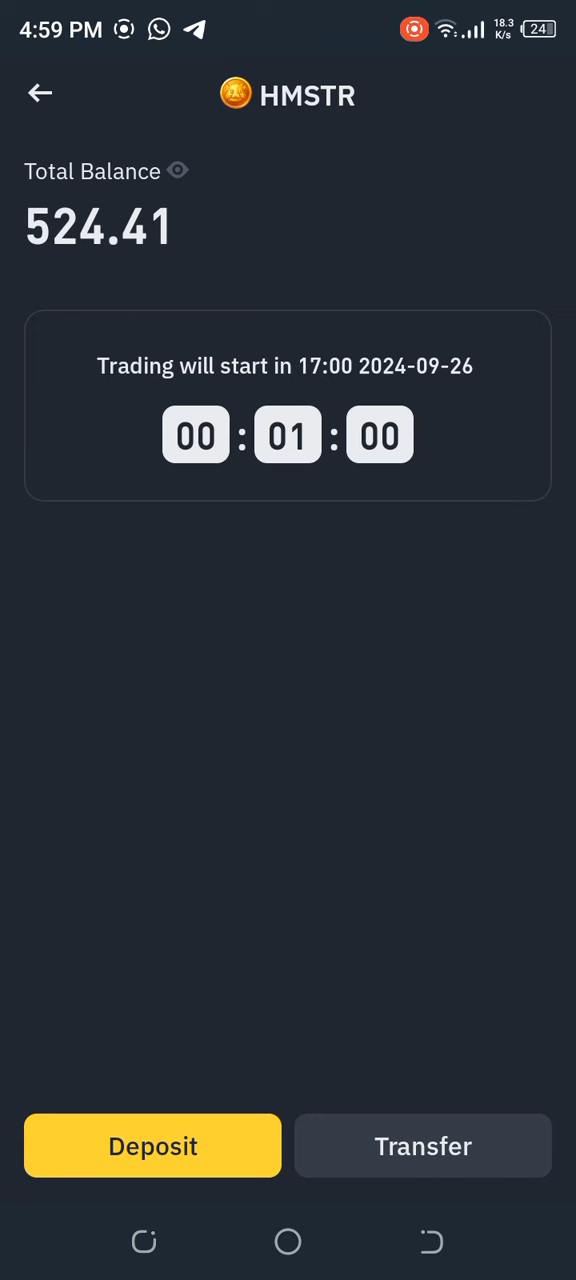 4:59 PM 18.3 K/s 24
HMSTR
Total Balance
524.41
Trading will start in 17:00 2024-09-26
00 : 01 : 00
Deposit Transfer